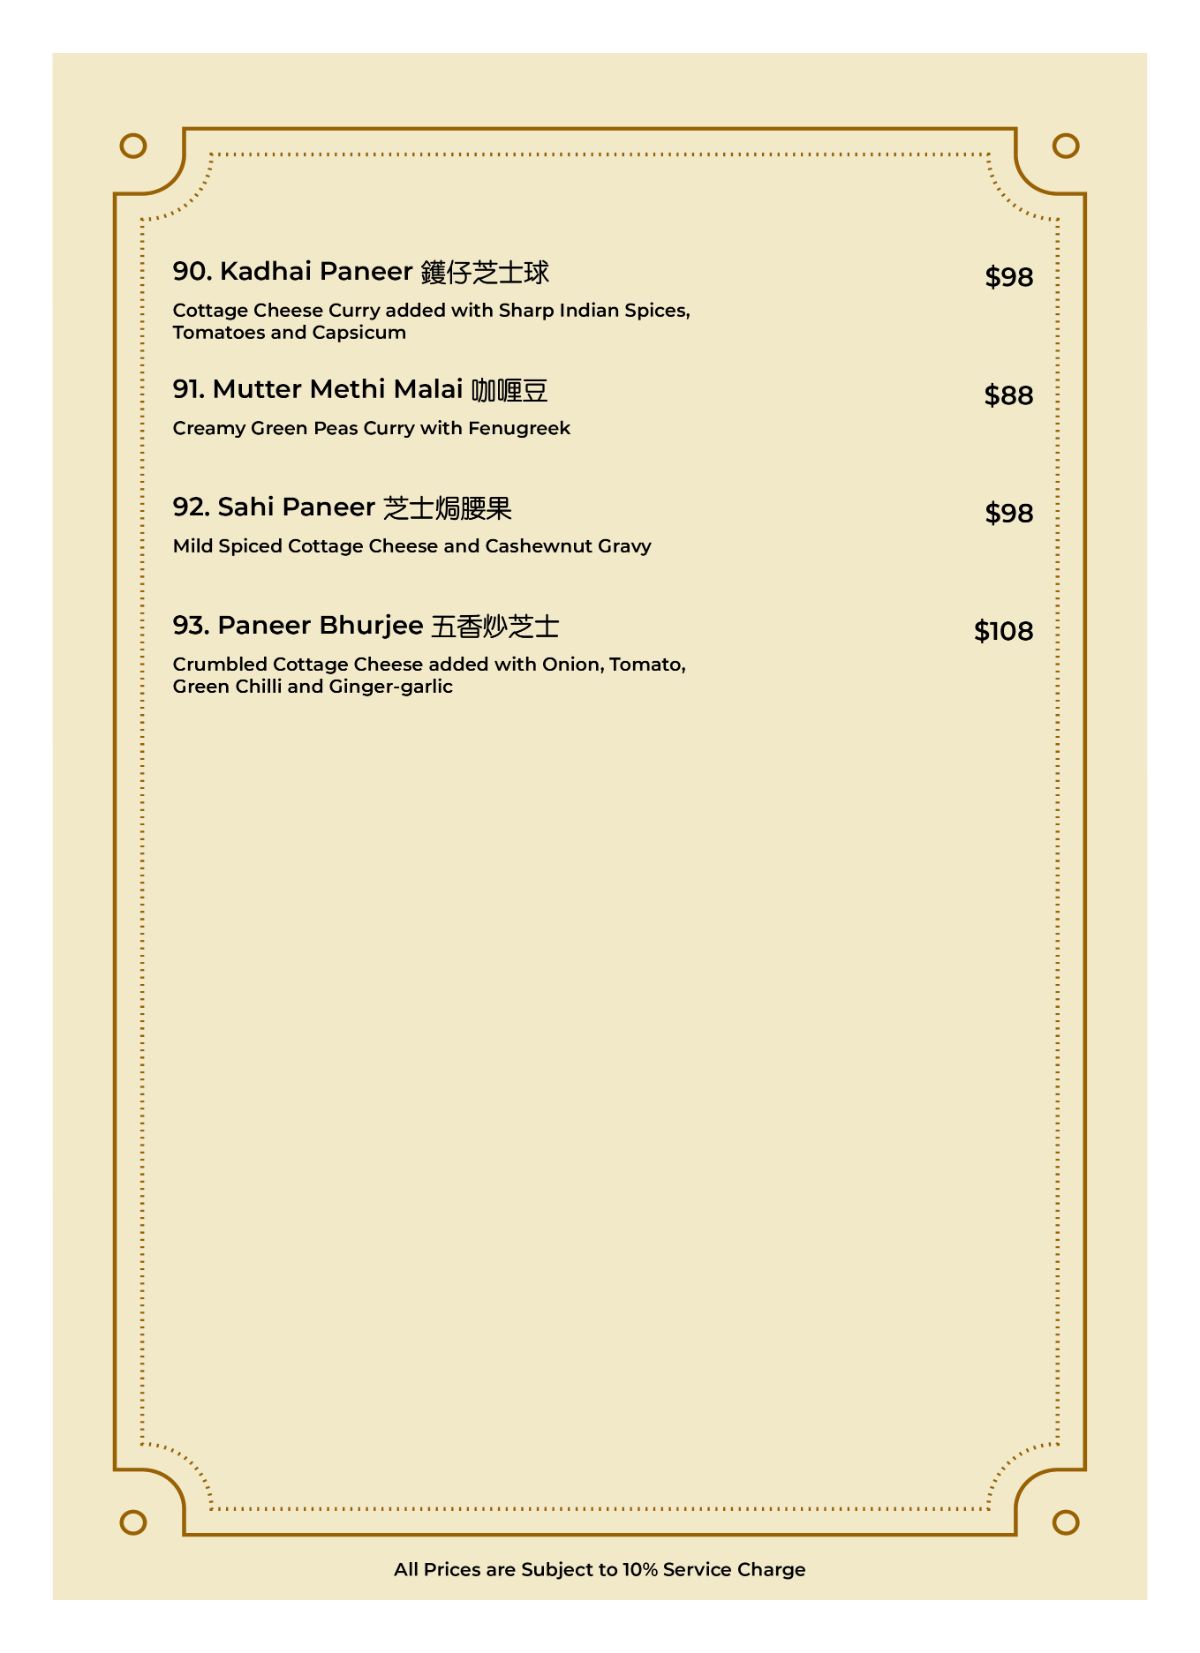 90. Kadhai Paneer 鑊仔芝士球 $98
Cottage Cheese Curry added with Sharp Indian Spices,
Tomatoes and Capsicum
91. Mutter Methi Malai 咖喱豆 $88
Creamy Green Peas Curry with Fenugreek
92. Sahi Paneer 芝士焗腰果 $98
Mild Spiced Cottage Cheese and Cashewnut Gravy
93. Paneer Bhurjee 五香炒芝士 $108
Crumbled Cottage Cheese added with Onion, Tomato,
Green Chilli and Ginger-garlic
All Prices are Subject to 10% Service Charge